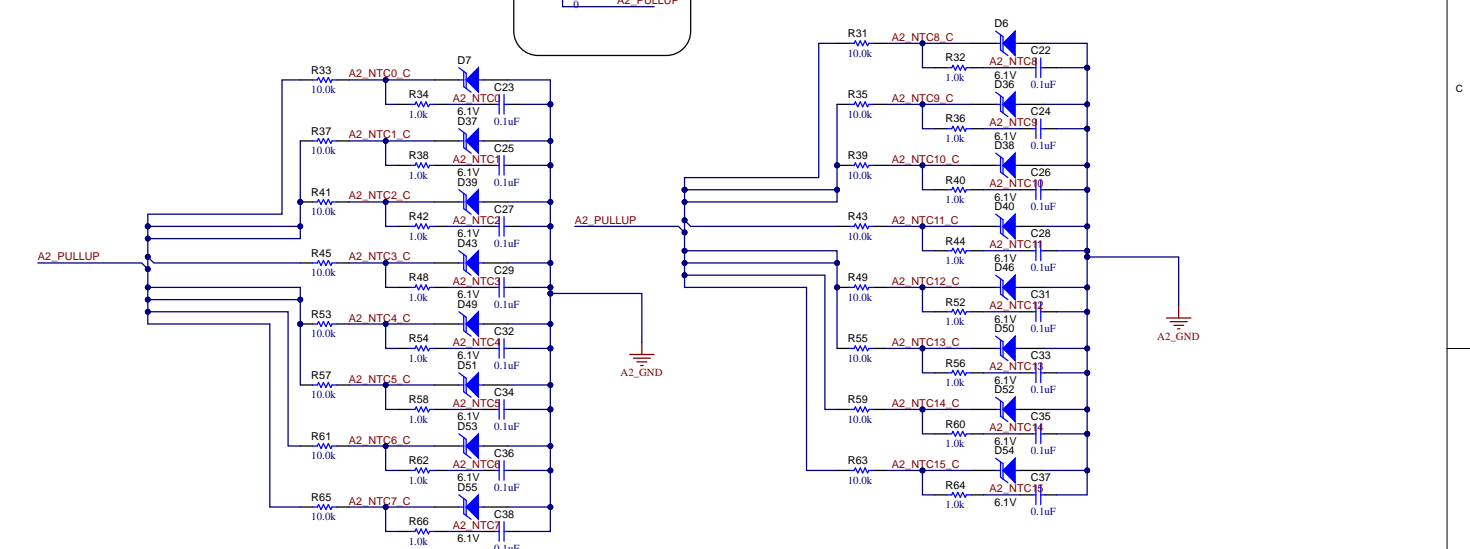 0 A2_PULLUP
D7
R33 A2_NTC0_C C23
10.0k R34 A2_NTC0
1.0k 6.1V 0.1uF
D37
R37 A2_NTC1_C C25
10.0k R38 A2_NTC1
1.0k 6.1V 0.1uF
D39
R41 A2_NTC2_C C27
10.0k R42 A2_NTC2
1.0k 6.1V 0.1uF
D43
A2_PULLUP
R45 A2_NTC3_C C29
10.0k R48 A2_NTC3
1.0k 6.1V 0.1uF
D49
R53 A2_NTC4_C C32
10.0k R54 A2_NTC4
1.0k 6.1V 0.1uF
D51
R57 A2_NTC5_C C34
10.0k R58 A2_NTC5
1.0k 6.1V 0.1uF
D53
R61 A2_NTC6_C C36
10.0k R62 A2_NTC6
1.0k 6.1V 0.1uF
D55
R65 A2_NTC7_C C38
10.0k R66 A2_NTC7
1.0k 6.1V 0.1uF
A2_GND
D6
R31 A2_NTC8_C C22
10.0k R32 A2_NTC8
1.0k 6.1V 0.1uF
D36
R35 A2_NTC9_C C24
10.0k R36 A2_NTC9
1.0k 6.1V 0.1uF
D38
R39 A2_NTC10_C C26
10.0k R40 A2_NTC10
1.0k 6.1V 0.1uF
D40
A2_PULLUP
R43 A2_NTC11_C C28
10.0k R44 A2_NTC11
1.0k 6.1V 0.1uF
D46
R49 A2_NTC12_C C31
10.0k R52 A2_NTC12
1.0k 6.1V 0.1uF
D50
R55 A2_NTC13_C C33
10.0k R56 A2_NTC13
1.0k 6.1V 0.1uF
D52
R59 A2_NTC14_C C35
10.0k R60 A2_NTC14
1.0k 6.1V 0.1uF
D54
R63 A2_NTC15_C C37
10.0k R64 A2_NTC15
1.0k 6.1V 0.1uF
A2_GND
C